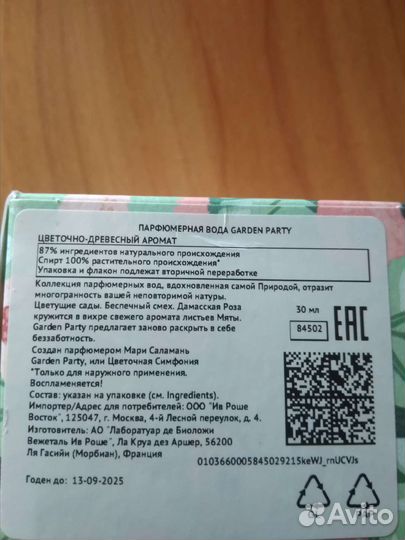 ПАРФЮМЕРНАЯ ВОДА GARDEN PARTY
ЦВЕТОЧНО-ДРЕВЕСНЫЙ АРОМАТ
87% ингредиентов натурального происхождения
Спирт 100% растительного происхождения*
Упаковка и флакон подлежат вторичной переработке
Коллекция парфюмерных вод, вдохновленная самой Природой, отразит
многогранность вашей неповторимой натуры.
Цветущие сады. Беспечный смех. Дамасская Роза
кружится в вихре свежего аромата листьев Мяты.
Garden Party предлагает заново раскрыть в себе
беззаботность.
30 мл
84502
EAC
Создан парфюмером Мари Саламань
Garden Party, или Цветочная Симфония
*Только для наружного применения.
Воспламеняется!
Состав: указан на упаковке (см. Ingredients).
Импортер/Адрес для потребителей: ООО "Ив Роше
Восток", 125047, г. Москва, 4-й Лесной переулок, д. 4.
Изготовитель: АО "Лаборатуар де Биоложи
Вежеталь Ив Роше", Ла Круа дез Аршер, 56200
Ля Гасийи (Морбиан), Франция
0103660005845029215keWJ_rnUCVJs
Годен до: 13-09-2025
Avito